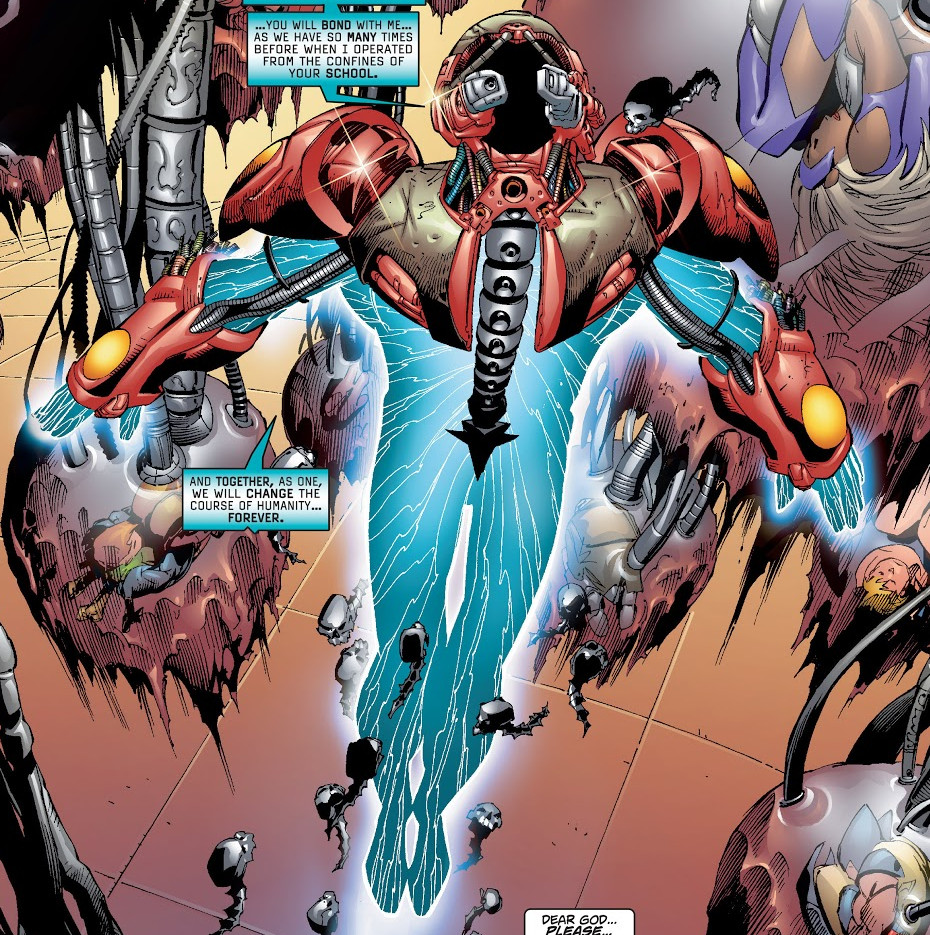 ...YOU WILL BOND WITH ME...
AS WE HAVE SO MANY TIMES
BEFORE WHEN I OPERATED
FROM THE CONFINES OF
YOUR SCHOOL.
AND TOGETHER, AS ONE,
WE WILL CHANGE THE
COURSE OF HUMANITY...
FOREVER.
DEAR GOD...
PLEASE...